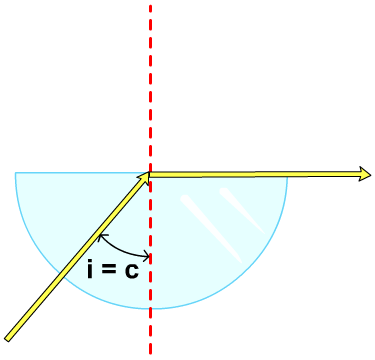 i = c